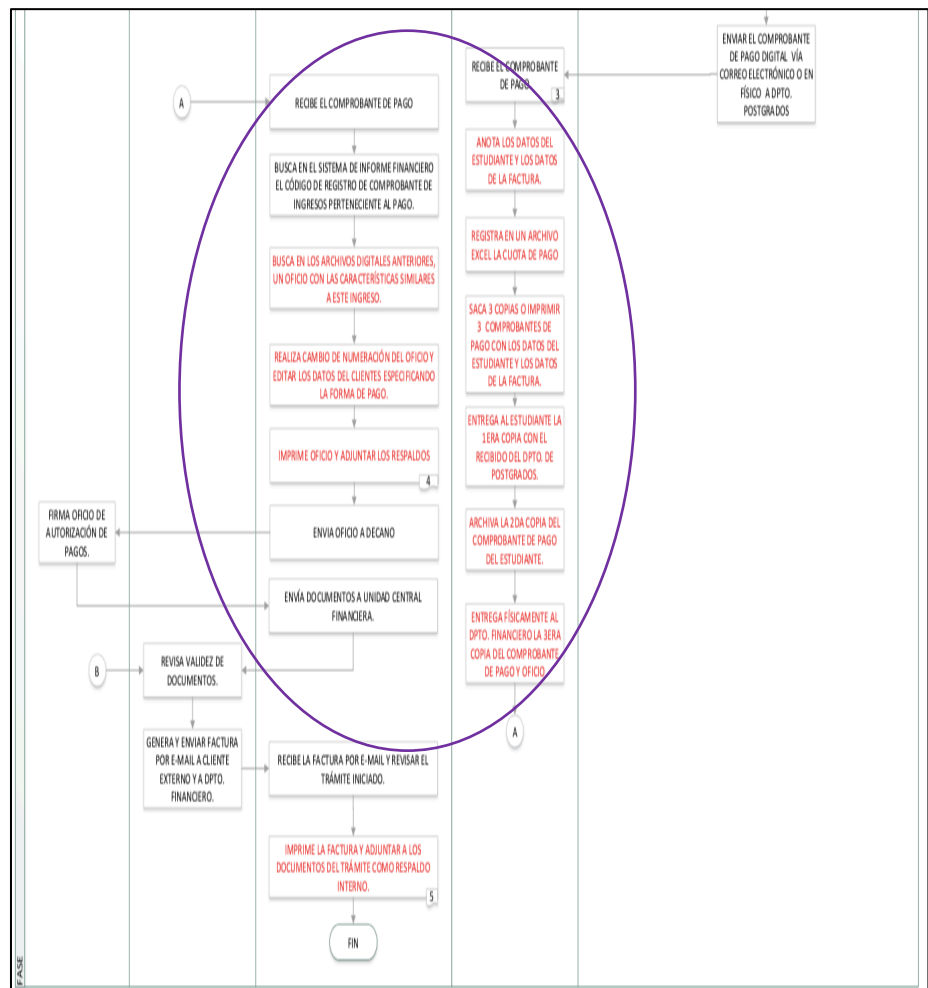 ENVIAR EL COMPROBANTE
DE PAGO DIGITAL VÍA
CORREO ELECTRÓNICO O EN
FÍSICO A DPTO.
POSTGRADOS
RECIBE EL COMPROBANTE
DE PAGO
3
ANOTA LOS DATOS DEL
ESTUDIANTE Y LOS DATOS
DE LA FACTURA.
REGISTRA EN UN ARCHIVO
EXCEL LA CUOTA DE PAGO
SACA 3 COPIAS O IMPRIMIR
3 COMPROBANTES DE
PAGO CON LOS DATOS DEL
ESTUDIANTE Y LOS DATOS
DE LA FACTURA.
ENTREGA AL ESTUDIANTE LA
1ERA COPIA CON EL
RECIBIDO DEL DPTO. DE
POSTGRADOS.
ARCHIVA LA 2DA COPIA DEL
COMPROBANTE DE PAGO
DEL ESTUDIANTE.
ENTREGA FÍSICAMENTE AL
DPTO. FINANCIERO LA 3ERA
COPIA DEL COMPROBANTE
DE PAGO Y OFICIO
A
A
RECIBE EL COMPROBANTE DE PAGO
BUSCA EN EL SISTEMA DE INFORME FINANCIERO
EL CÓDIGO DE REGISTRO DE COMPROBANTE DE
INGRESOS PERTENECIENTE AL PAGO.
BUSCA EN LOS ARCHIVOS DIGITALES ANTERIORES,
UN OFICIO CON LAS CARACTERÍSTICAS SIMILARES
A ESTE INGRESO.
REALIZA CAMBIO DE NUMERACIÓN DEL OFICIO Y
EDITAR LOS DATOS DEL CLIENTES ESPECIFICANDO
LA FORMA DE PAGO.
IMPRIME OFICIO Y ADJUNTAR LOS RESPALDOS
4
ENVIA OFICIO A DECANO
FIRMA OFICIO DE
AUTORIZACIÓN DE
PAGOS.
ENVÍA DOCUMENTOS A UNIDAD CENTRAL
FINANCIERA.
B
REVISA VALIDEZ DE
DOCUMENTOS.
GENERA Y ENVIAR FACTURA
POR E-MAIL A CLIENTE
EXTERNO Y A DPTO.
FINANCIERO.
RECIBE LA FACTURA POR E-MAIL Y REVISAR EL
TRÁMITE INICIADO.
IMPRIME LA FACTURA Y ADJUNTAR A LOS
DOCUMENTOS DEL TRÁMITE COMO RESPALDO
INTERNO.
5
FIN
FASE